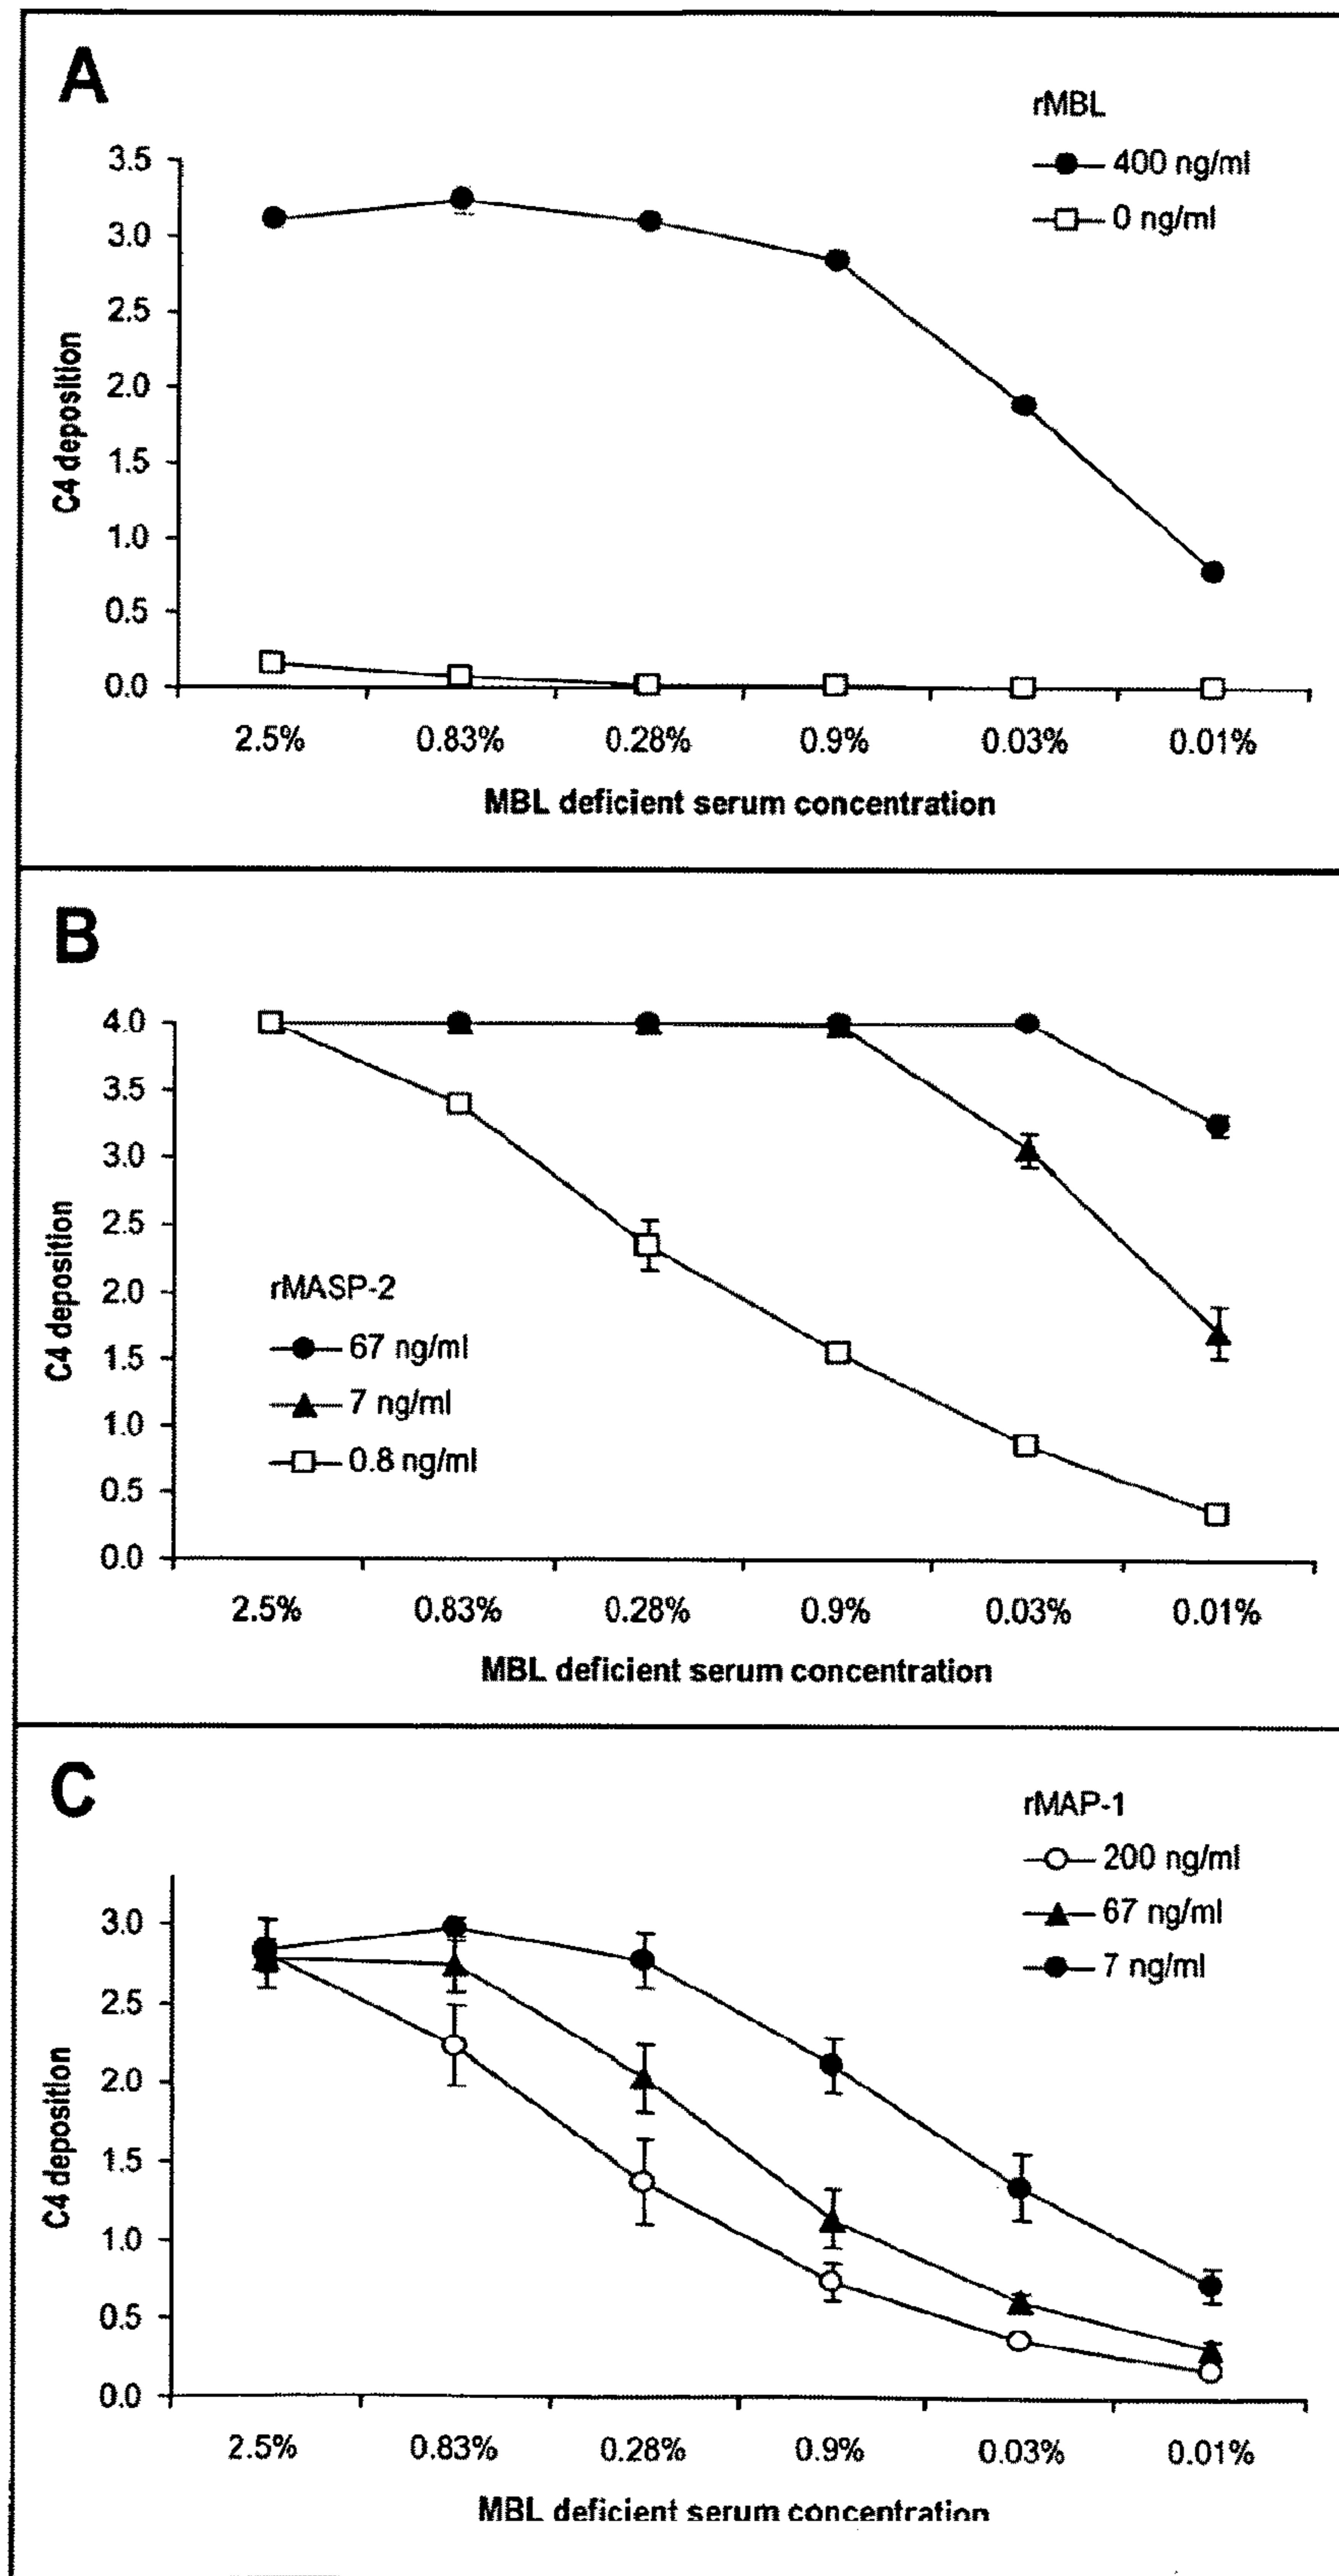 A
rMBL
400 ng/ml
0 ng/ml
3.5
3.0
2.5
2.0
1.5
1.0
0.5
0.0
C4 deposition
2.5% 0.83% 0.28% 0.9% 0.03% 0.01%
MBL deficient serum concentration
B
4.0
3.5
3.0
2.5
2.0
1.5
1.0
0.5
0.0
C4 deposition
rMASP-2
67 ng/ml
7 ng/ml
0.8 ng/ml
2.5% 0.83% 0.28% 0.9% 0.03% 0.01%
MBL deficient serum concentration
C
rMAP-1
200 ng/ml
67 ng/ml
7 ng/ml
3.0
2.5
2.0
1.5
1.0
0.5
0.0
C4 deposition
2.5% 0.83% 0.28% 0.9% 0.03% 0.01%
MBL deficient serum concentration